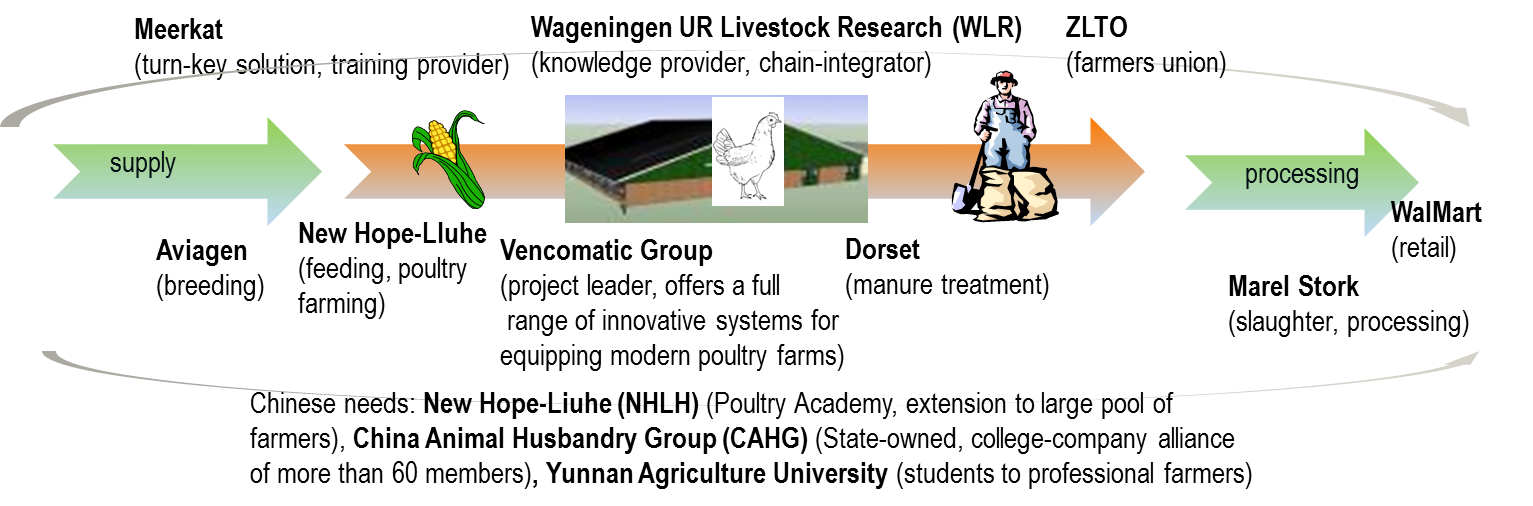 Meerkat
(turn-key solution, training provider)
Wageningen UR Livestock Research (WLR)
(knowledge provider, chain-integrator)
ZLTO
(farmers union)
supply
processing
Aviagen
(breeding)
New Hope-Lluhe
(feeding, poultry
farming)
Vencomatic Group
(project leader, offers a full
range of innovative systems for
equipping modern poultry farms)
Dorset
(manure treatment)
WalMart
(retail)
Marel Stork
(slaughter, processing)
Chinese needs: New Hope-Liuhe (NHLH) (Poultry Academy, extension to large pool of
farmers), China Animal Husbandry Group (CAHG) (State-owned, college-company alliance
of more than 60 members), Yunnan Agriculture University (students to professional farmers)